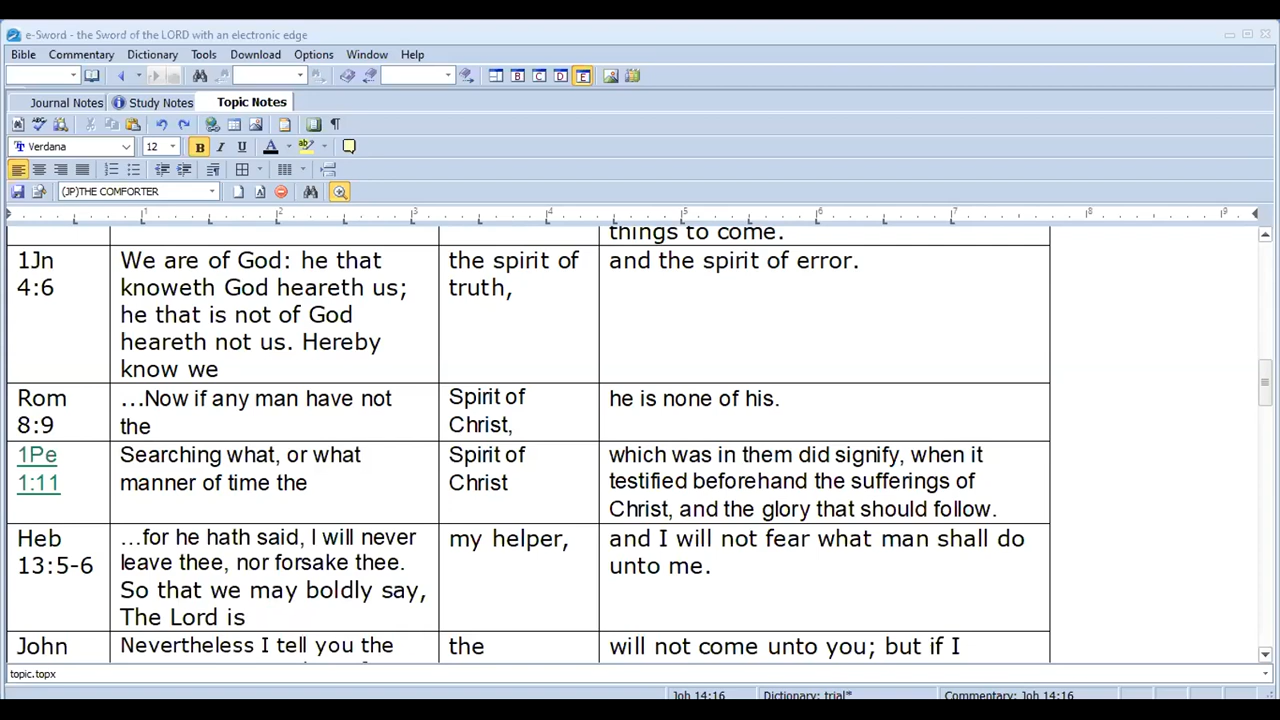 e-Sword - the Sword of the LORD with an electronic edge
Bible Commentary Dictionary Tools Download Options Window Help
B C D E
Journal Notes Study Notes Topic Notes
Verdana 12 B I U A
(JP)THE COMFORTER
1 2 3 4 5 6 7 8 9
things to come.
1Jn We are of God: he that the spirit of and the spirit of error.
4:6 knoweth God heareth us; truth,
he that is not of God
heareth not us. Hereby
know we
Rom ...Now if any man have not Spirit of he is none of his.
8:9 the Christ,
1Pe Searching what, or what Spirit of which was in them did signify, when it
1:11 manner of time the Christ testified beforehand the sufferings of
Christ, and the glory that should follow.
Heb ...for he hath said, I will never my helper, and I will not fear what man shall do
13:5-6 leave thee, nor forsake thee. unto me.
So that we may boldly say,
The Lord is
John Nevertheless I tell you the the will not come unto you; but if I
topic.topx
Joh 14:16 Dictionary: trial* Commentary: Joh 14:16